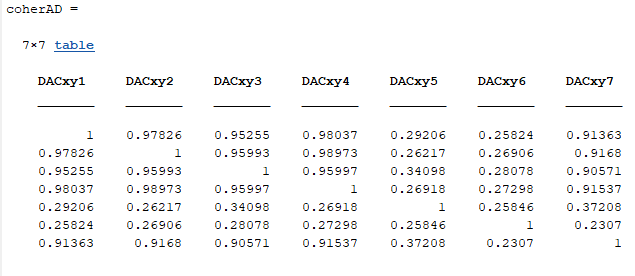 coherAD =
7×7 table
DACxy1 DACxy2 DACxy3 DACxy4 DACxy5 DACxy6 DACxy7
1 0.97826 0.95255 0.98037 0.29206 0.25824 0.91363
0.97826 1 0.95993 0.98973 0.26217 0.26906 0.9168
0.95255 0.95993 1 0.95997 0.34098 0.28078 0.90571
0.98037 0.98973 0.95997 1 0.26918 0.27298 0.91537
0.29206 0.26217 0.34098 0.26918 1 0.25846 0.37208
0.25824 0.26906 0.28078 0.27298 0.25846 1 0.2307
0.91363 0.9168 0.90571 0.91537 0.37208 0.2307 1